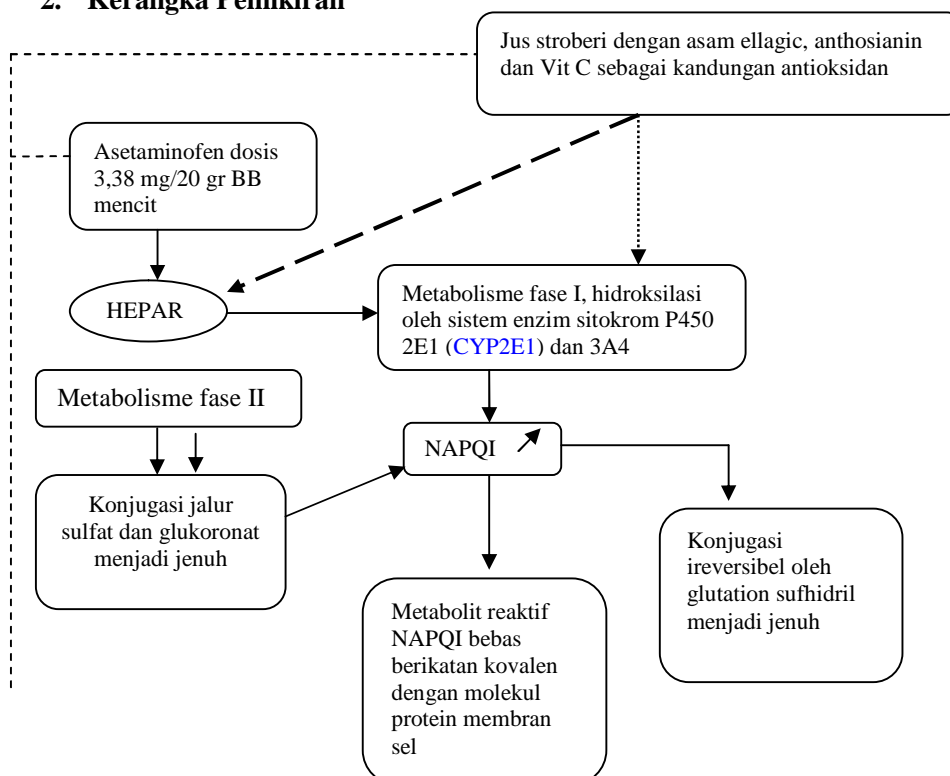 2. Kerangka Pemikiran
Jus stroberi dengan asam ellagic, anthosianin
dan Vit C sebagai kandungan antioksidan
Asetaminofen dosis
3,38 mg/20 gr BB
mencit
HEPAR
Metabolisme fase I, hidroksilasi
oleh sistem enzim sitokrom P450
2E1 (CYP2E1) dan 3A4
Metabolisme fase II
NAPQI
Konjugasi jalur
sulfat dan glukoronat
menjadi jenuh
Konjugasi
ireversibel oleh
glutation sufhidril
menjadi jenuh
Metabolit reaktif
NAPQI bebas
berikatan kovalen
dengan molekul
protein membran
sel